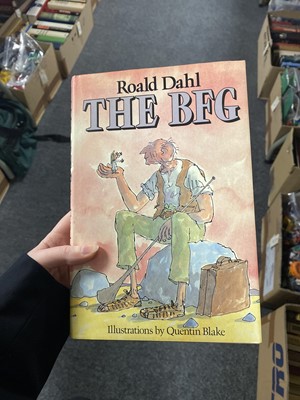 Roald Dahl
THE BFG
Illustrations by Quentin Blake